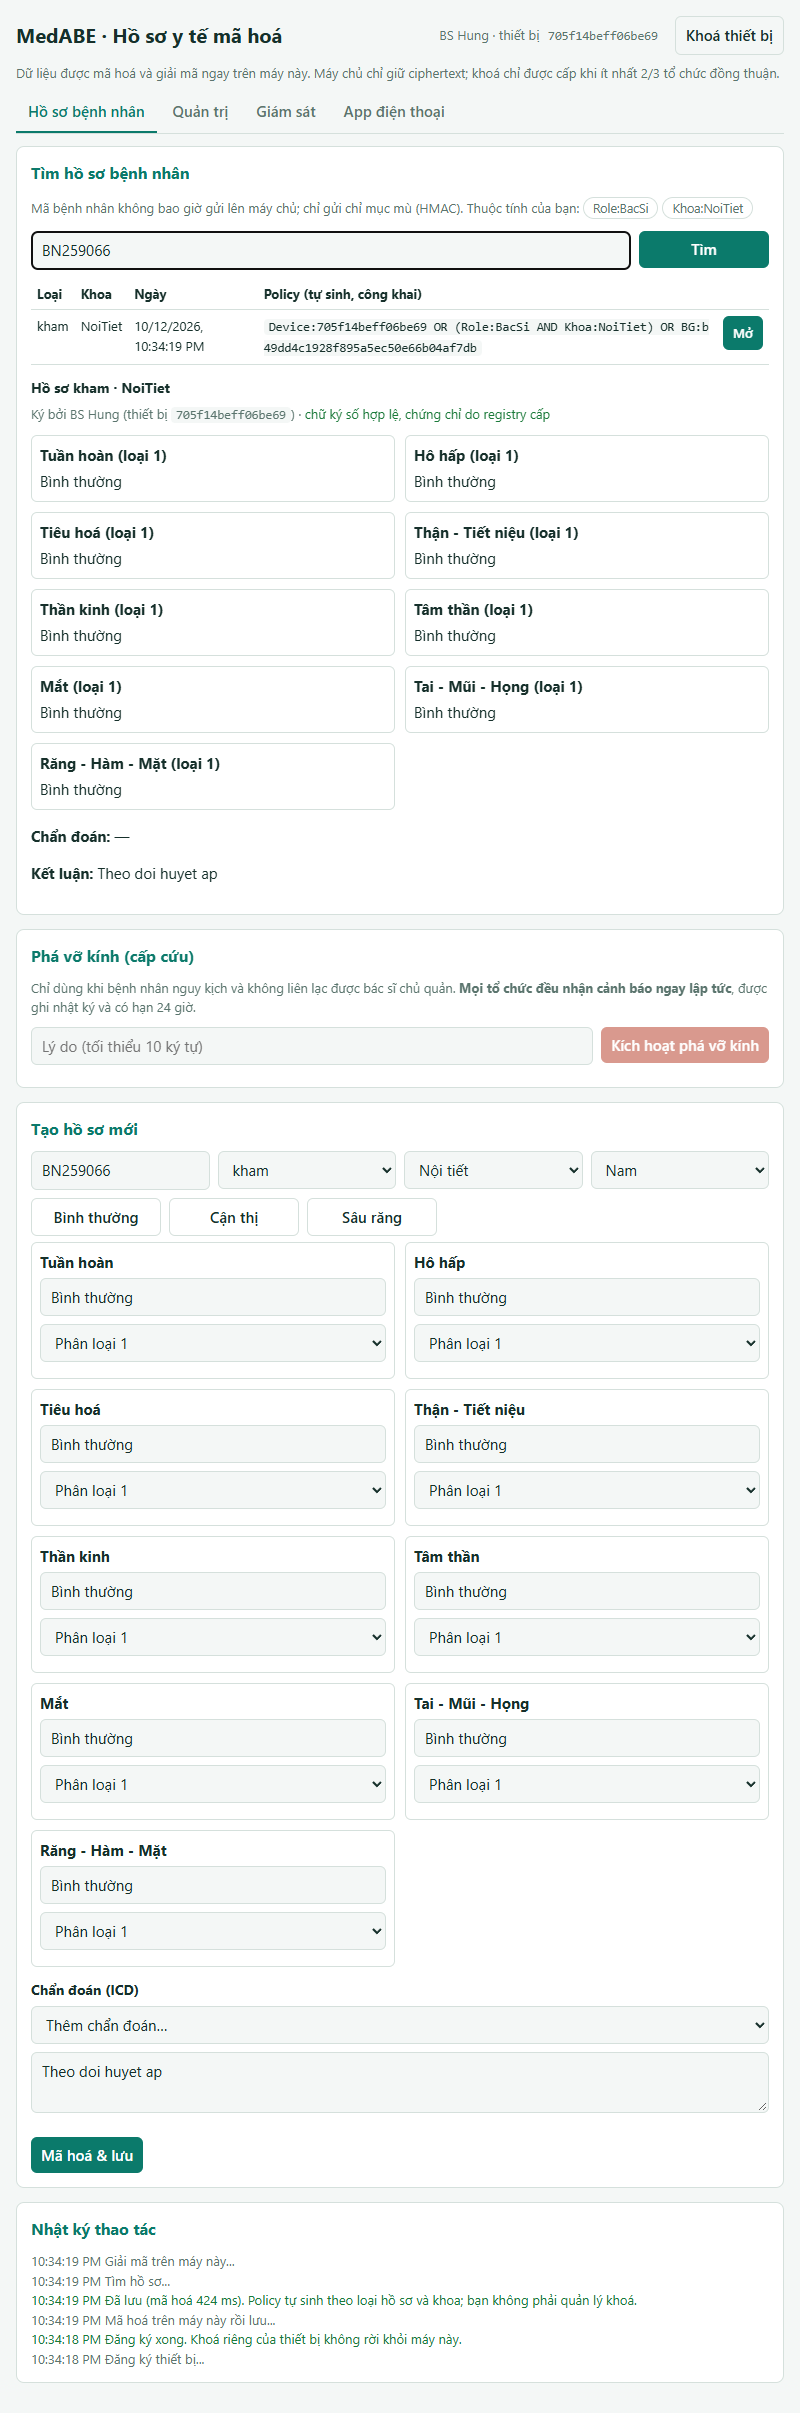 MedABE · Hồ sơ y tế mã hoá
BS Hung · thiết bị 705f14beff06be69
Khoá thiết bị
Dữ liệu được mã hoá và giải mã ngay trên máy này. Máy chủ chỉ giữ ciphertext; khoá chỉ được cấp khi ít nhất 2/3 tổ chức đồng thuận.
Hồ sơ bệnh nhân
Quản trị
Giám sát
App điện thoại
Tìm hồ sơ bệnh nhân
Mã bệnh nhân không bao giờ gửi lên máy chủ; chỉ gửi chỉ mục mù (HMAC). Thuộc tính của bạn: Role:BacSi Khoa:NoiTiet
BN259066
Tìm
Loại Khoa Ngày Policy (tự sinh, công khai)
kham NoiTiet 10/12/2026, 10:34:19 PM
Device:705f14beff06be69 OR (Role:BacSi AND Khoa:NoiTiet) OR BG:b
49dd4c1928f895a5ec50e66b04af7db
Mở
Hồ sơ kham · NoiTiet
Ký bởi BS Hung (thiết bị 705f14beff06be69 ) · chữ ký số hợp lệ, chứng chỉ do registry cấp
Tuần hoàn (loại 1)
Bình thường
Hô hấp (loại 1)
Bình thường
Tiêu hoá (loại 1)
Bình thường
Thận - Tiết niệu (loại 1)
Bình thường
Thần kinh (loại 1)
Bình thường
Tâm thần (loại 1)
Bình thường
Mắt (loại 1)
Bình thường
Tai - Mũi - Họng (loại 1)
Bình thường
Răng - Hàm - Mặt (loại 1)
Bình thường
Chẩn đoán: —
Kết luận: Theo doi huyet ap
Phá vỡ kính (cấp cứu)
Chỉ dùng khi bệnh nhân nguy kịch và không liên lạc được bác sĩ chủ quản. Mọi tổ chức đều nhận cảnh báo ngay lập tức, được
ghi nhật ký và có hạn 24 giờ.
Lý do (tối thiểu 10 ký tự)
Kích hoạt phá vỡ kính
Tạo hồ sơ mới
BN259066
kham
Nội tiết
Nam
Bình thường
Cận thị
Sâu răng
Tuần hoàn
Bình thường
Phân loại 1
Hô hấp
Bình thường
Phân loại 1
Tiêu hoá
Bình thường
Phân loại 1
Thận - Tiết niệu
Bình thường
Phân loại 1
Thần kinh
Bình thường
Phân loại 1
Tâm thần
Bình thường
Phân loại 1
Mắt
Bình thường
Phân loại 1
Tai - Mũi - Họng
Bình thường
Phân loại 1
Răng - Hàm - Mặt
Bình thường
Phân loại 1
Chẩn đoán (ICD)
Thêm chẩn đoán...
Theo doi huyet ap
Mã hoá & lưu
Nhật ký thao tác
10:34:19 PM Giải mã trên máy này...
10:34:19 PM Tìm hồ sơ...
10:34:19 PM Đã lưu (mã hoá 424 ms). Policy tự sinh theo loại hồ sơ và khoa; bạn không phải quản lý khoá.
10:34:19 PM Mã hoá trên máy này rồi lưu...
10:34:18 PM Đăng ký xong. Khoá riêng của thiết bị không rời khỏi máy này.
10:34:18 PM Đăng ký thiết bị...